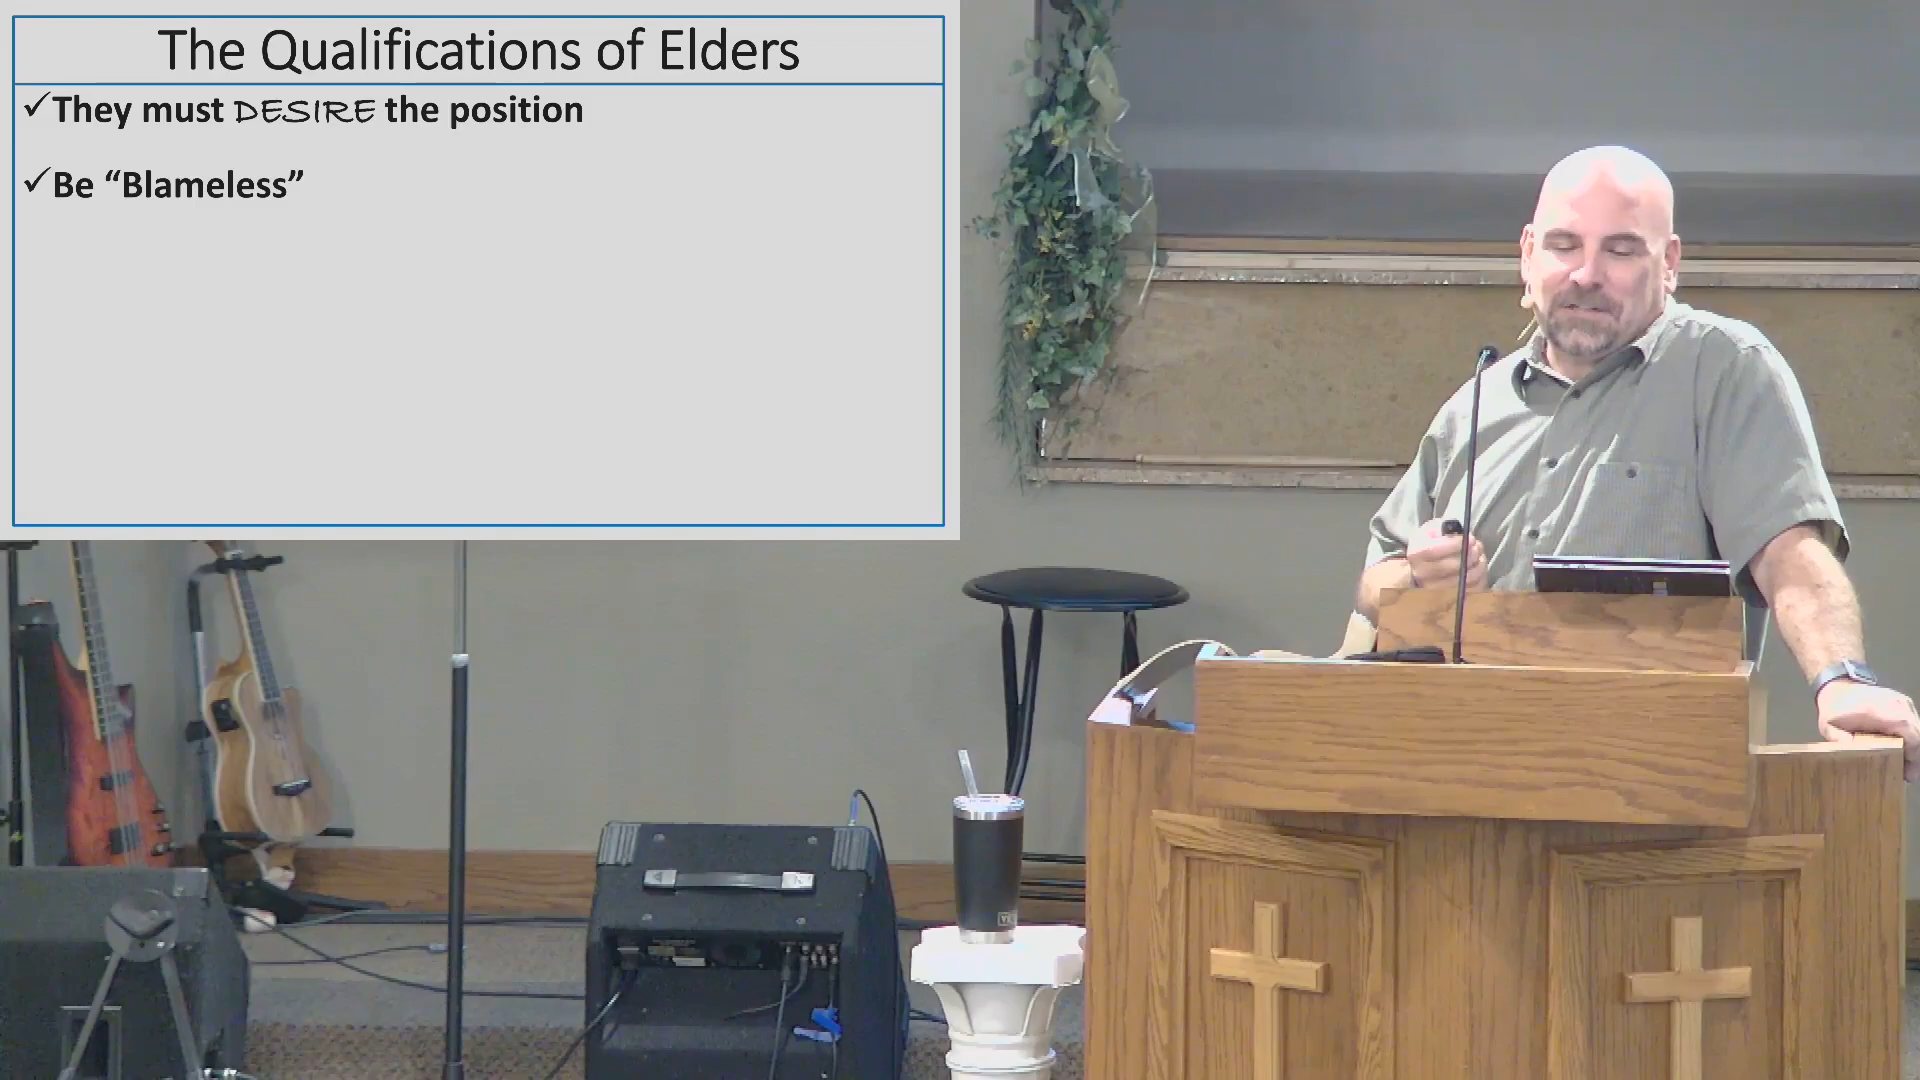 The Qualifications of Elders
✓They must DESIRE the position
✓Be “Blameless”